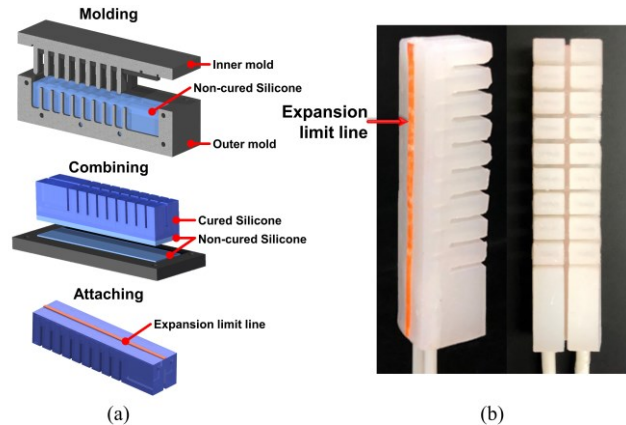 Molding
Inner mold
Non-cured Silicone
Outer mold
Combining
Cured Silicone
Non-cured Silicone
Attaching
Expansion limit line
(a)
Expansion
limit line
(b)